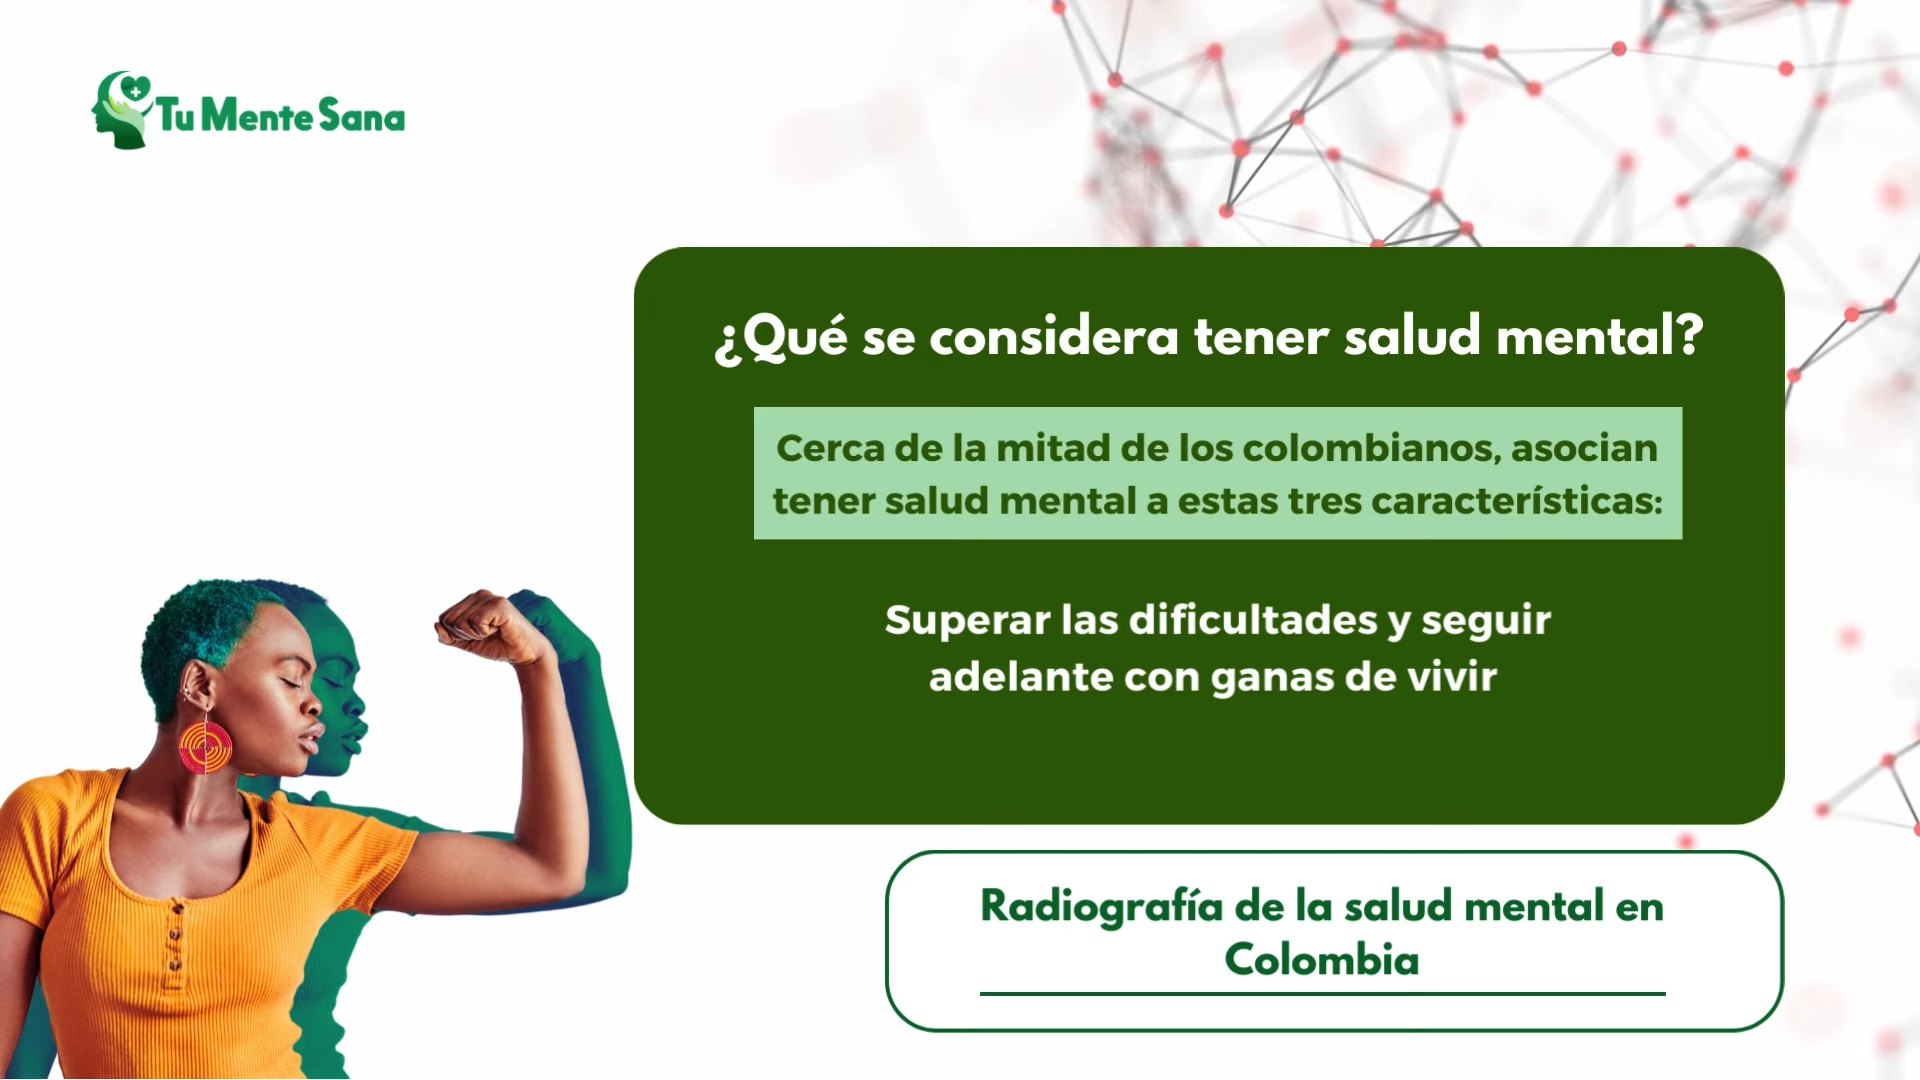 Tu Mente Sana
¿Qué se considera tener salud mental?
Cerca de la mitad de los colombianos, asocian
tener salud mental a estas tres características:
Superar las dificultades y seguir
adelante con ganas de vivir
Radiografía de la salud mental en
Colombia